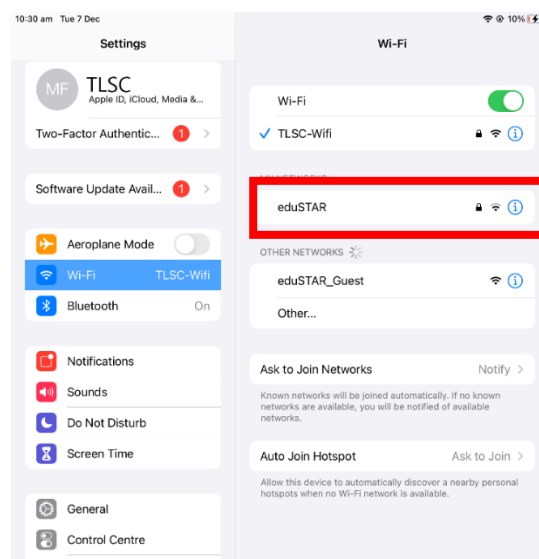 10:30 am Tue 7 Dec
10%
Settings
MF
TLSC
Apple ID, iCloud, Media &...
Two-Factor Authentic... 1
Software Update Avail... 1
Aeroplane Mode
Wi-Fi TLSC-Wifi
Bluetooth On
Notifications
Sounds
Do Not Disturb
Screen Time
General
Control Centre
Wi-Fi
Wi-Fi
TLSC-Wifi
MY NETWORKS
eduSTAR
OTHER NETWORKS
eduSTAR_Guest
Other...
Ask to Join Networks Notify
Known networks will be joined automatically. If no known
networks are available, you will be notified of available
networks.
Auto Join Hotspot Ask to Join
Allow this device to automatically discover a nearby personal
hotspots when no Wi-Fi network is available.